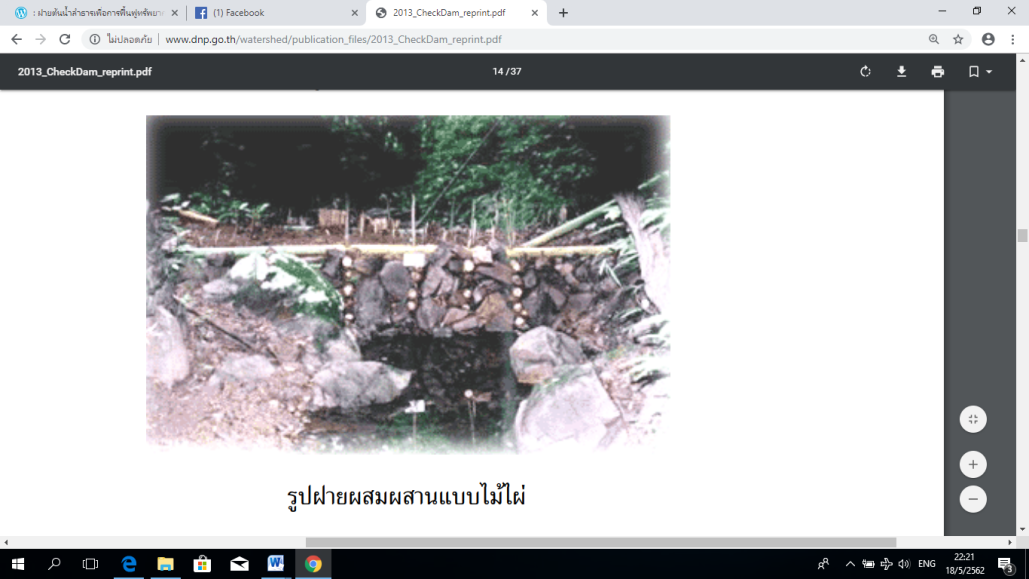 : ฝายต้นน้ำลำธารเพื่อการฟื้นฟูทรัพยา
(1) Facebook
2013_CheckDam_reprint.pdf
ไม่ปลอดภัย
www.dnp.go.th/watershed/publication_files/2013_CheckDam_reprint.pdf
2013_CheckDam_reprint.pdf
14 / 37
รูปฝายผสมผสานแบบไม้ไผ่
ENG
22:21
18/5/2562
3